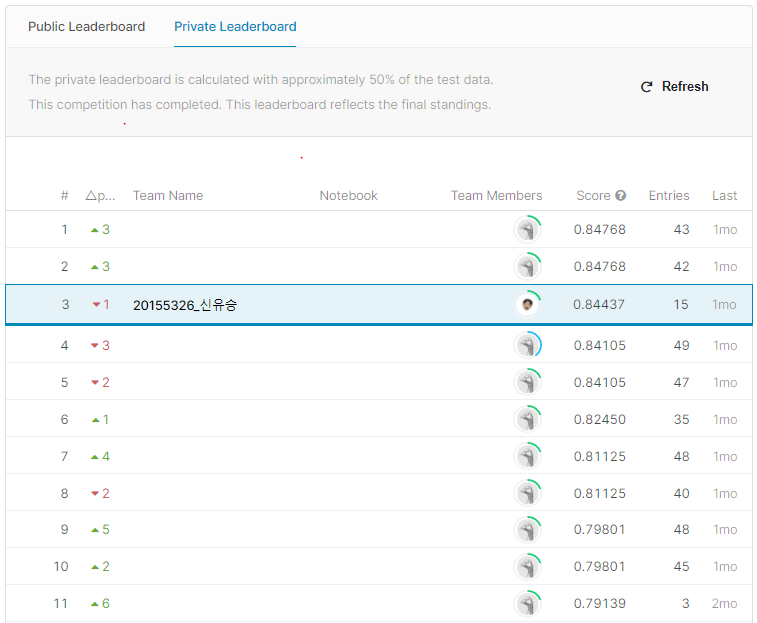 Public Leaderboard Private Leaderboard
The private leaderboard is calculated with approximately 50% of the test data.
This competition has completed. This leaderboard reflects the final standings.
Refresh
# △p... Team Name Notebook Team Members Score ? Entries Last
1 ▲ 3 0.84768 43 1mo
2 ▲ 3 0.84768 42 1mo
3 ▼ 1 20155326_신유승 0.84437 15 1mo
4 ▼ 3 0.84105 49 1mo
5 ▼ 2 0.84105 47 1mo
6 ▲ 1 0.82450 35 1mo
7 ▲ 4 0.81125 48 1mo
8 ▼ 2 0.81125 40 1mo
9 ▲ 5 0.79801 48 1mo
10 ▲ 2 0.79801 45 1mo
11 ▲ 6 0.79139 3 2mo